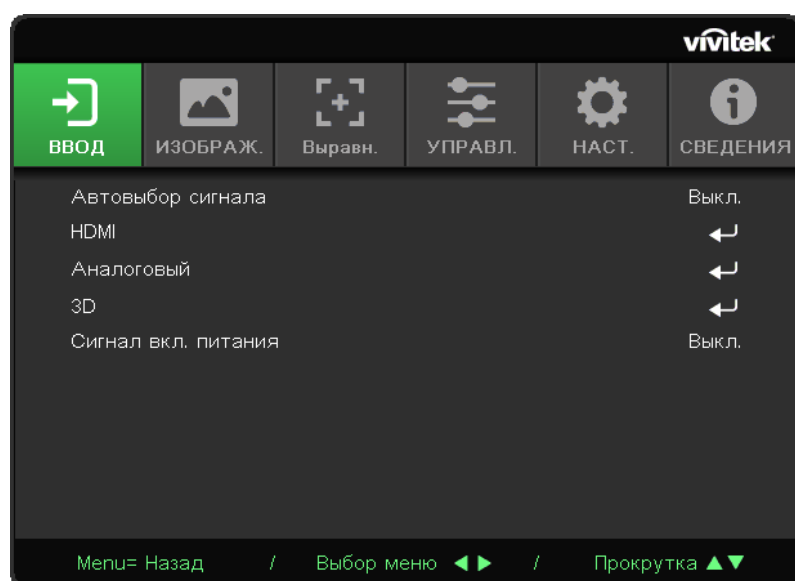 vivitek
ВВОД ИЗОБРАЖ. Выравн. УПРАВЛ. НАСТ. СВЕДЕНИЯ
Автовыбор сигнала Выкл.
HDMI
Аналоговый
3D
Сигнал вкл. питания Выкл.
Menu= Назад / Выбор меню ◀ ▶ / Прокрутка ▲▼